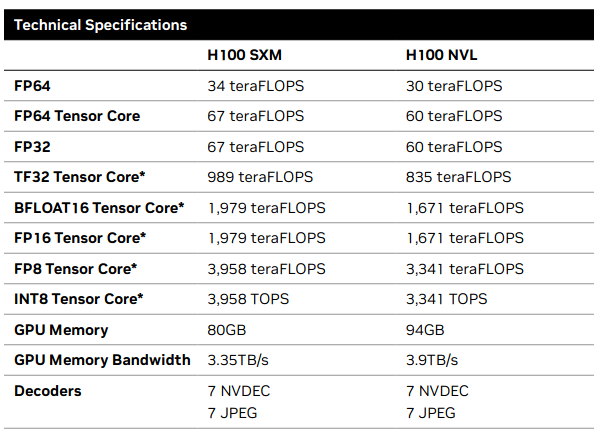 Technical Specifications
H100 SXM H100 NVL
FP64 34 teraFLOPS 30 teraFLOPS
FP64 Tensor Core 67 teraFLOPS 60 teraFLOPS
FP32 67 teraFLOPS 60 teraFLOPS
TF32 Tensor Core* 989 teraFLOPS 835 teraFLOPS
BFLOAT16 Tensor Core* 1,979 teraFLOPS 1,671 teraFLOPS
FP16 Tensor Core* 1,979 teraFLOPS 1,671 teraFLOPS
FP8 Tensor Core* 3,958 teraFLOPS 3,341 teraFLOPS
INT8 Tensor Core* 3,958 TOPS 3,341 TOPS
GPU Memory 80GB 94GB
GPU Memory Bandwidth 3.35TB/s 3.9TB/s
Decoders 7 NVDEC 7 NVDEC
7 JPEG 7 JPEG